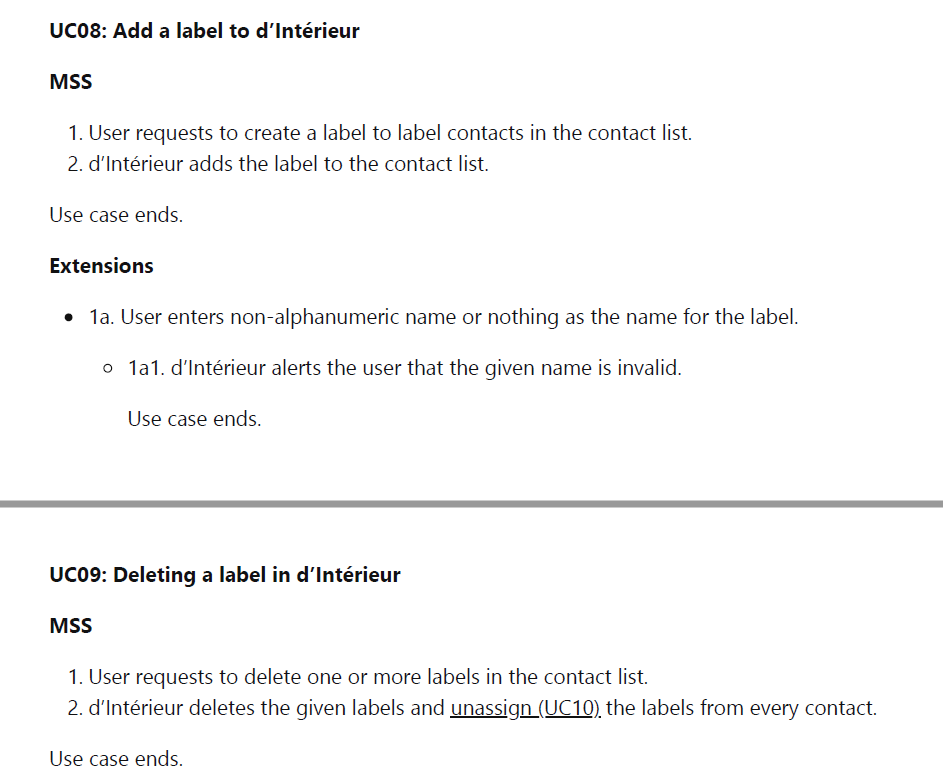 UC08: Add a label to d’Intérieur
MSS
1. User requests to create a label to label contacts in the contact list.
2. d’Intérieur adds the label to the contact list.
Use case ends.
Extensions
• 1a. User enters non-alphanumeric name or nothing as the name for the label.
○ 1a1. d’Intérieur alerts the user that the given name is invalid.
Use case ends.
UC09: Deleting a label in d’Intérieur
MSS
1. User requests to delete one or more labels in the contact list.
2. d’Intérieur deletes the given labels and unassign (UC10) the labels from every contact.
Use case ends.